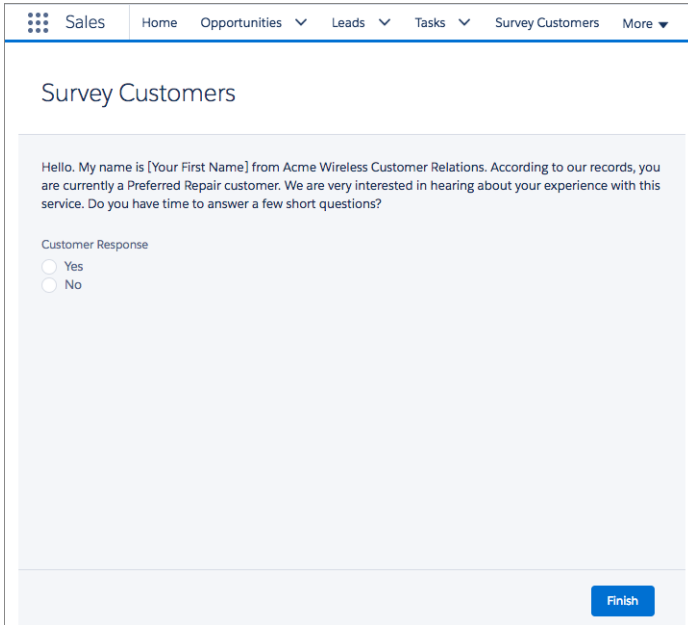 Sales Home Opportunities Leads Tasks Survey Customers More
Survey Customers
Hello. My name is [Your First Name] from Acme Wireless Customer Relations. According to our records, you
are currently a Preferred Repair customer. We are very interested in hearing about your experience with this
service. Do you have time to answer a few short questions?
Customer Response
Yes
No
Finish